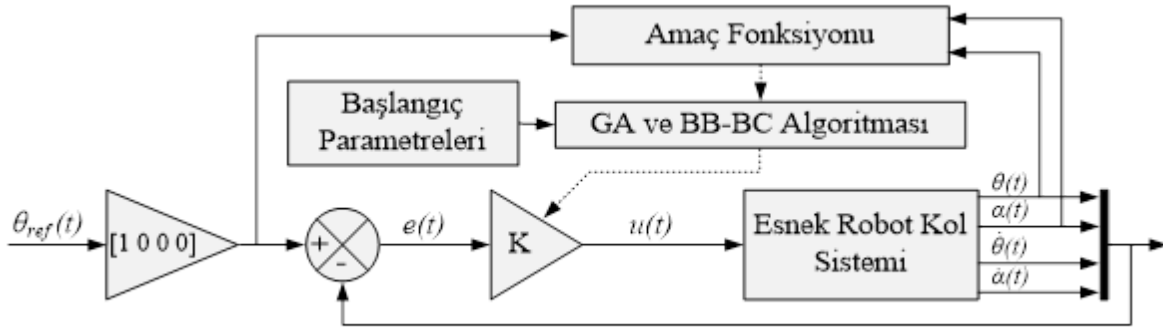 Amaç Fonksiyonu
Başlangıç
Parametreleri
GA ve BB-BC Algoritması
θref(t)
[1 0 0 0]
+
-
e(t)
K
u(t)
Esnek Robot Kol
Sistemi
θ(t)
α(t)
θ̇(t)
α̇(t)